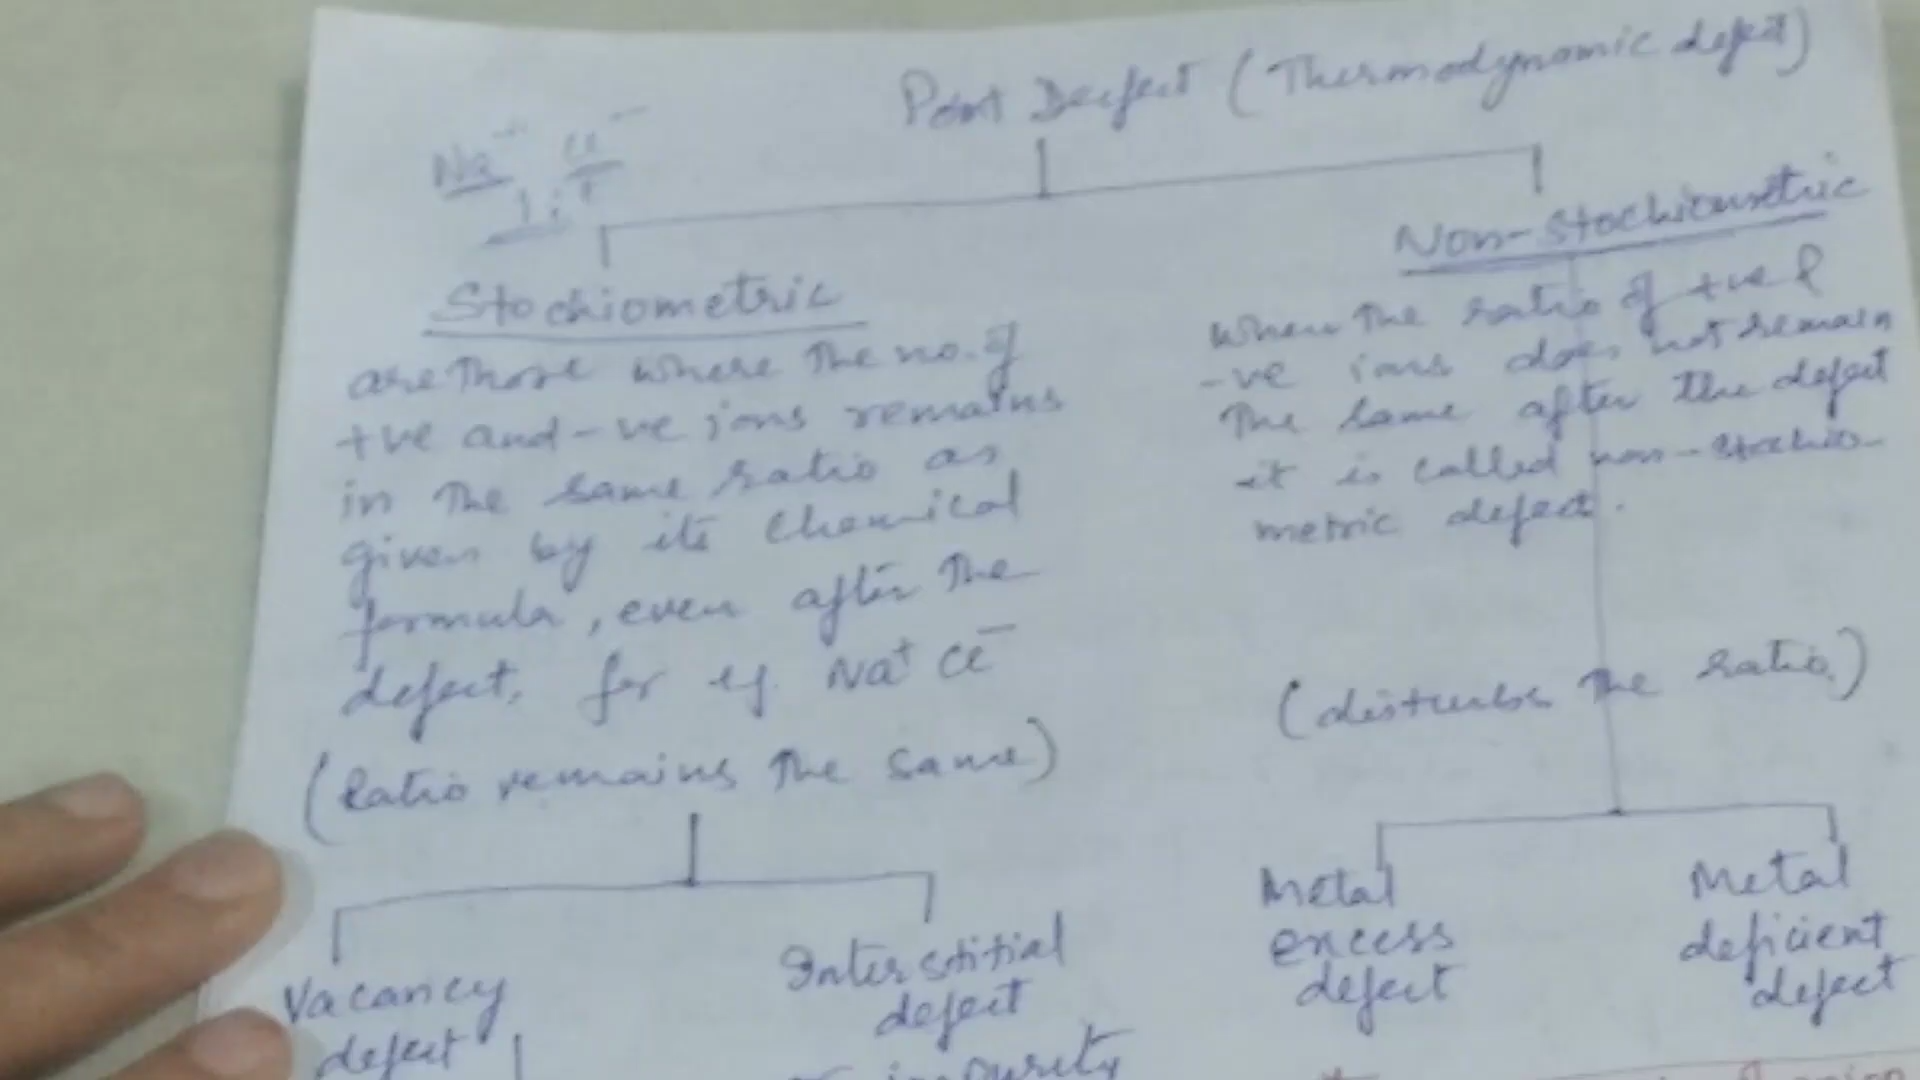 Point Deefect (Thermodynamic defect)
Na+ Cl-
1:1
Stochiometric
are those where the no. of
+ve and -ve ions remains
in the same ratio as
given by its chemical
formula, even after the
defect. for eg. Na+ Cl-
(Ratio remains the same)
Vacancy
defect
Interstitial
defect
impurity
Non-Stochiometric
When the ratio of +ve &
-ve ions does not remain
the same after the defect
it is called non-stochio-
metric defect.
(disturbs the ratio.)
Metal
excess
defect
Metal
deficient
defect